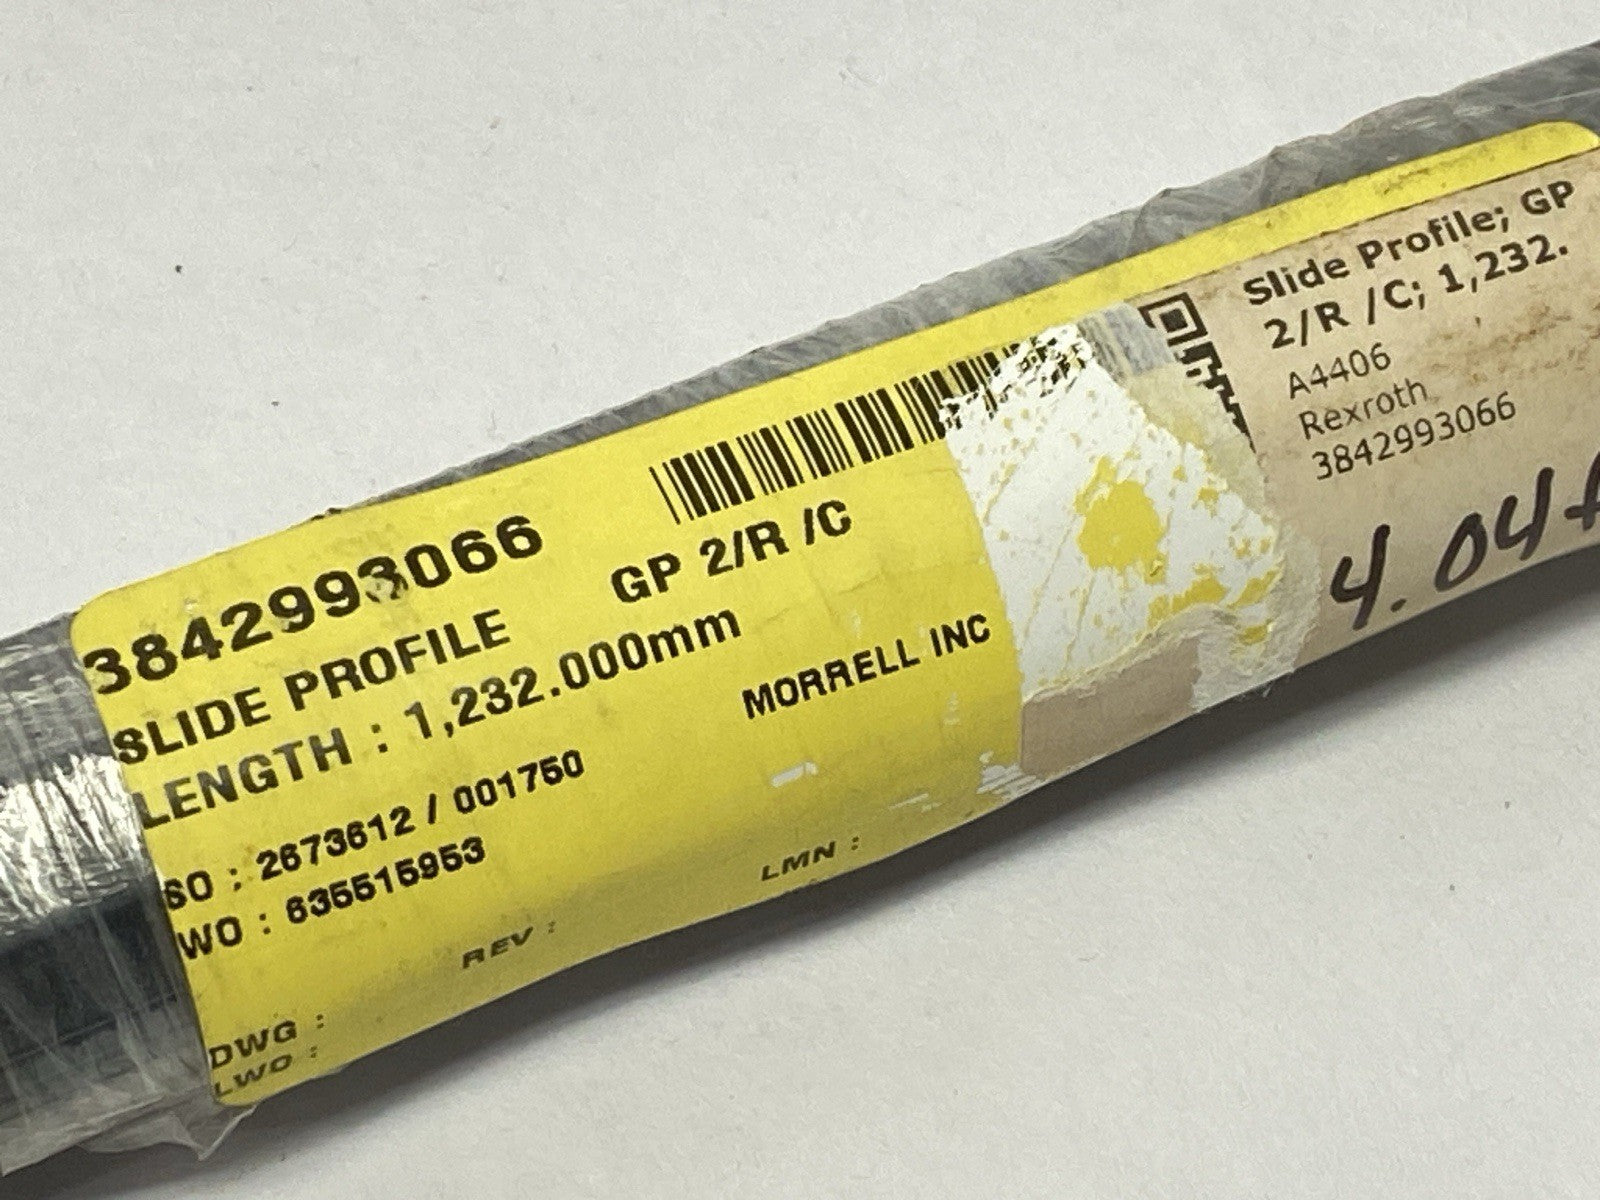 3842993066
SLIDE PROFILE GP 2/R /C
LENGTH : 1,232.000mm
MORRELL INC
SO : 2673612 / 001750
WO : 635515953
REV : LMN :
DWG :
LWO :
Slide Profile; GP
2/R /C; 1,232.
A4406
Rexroth
3842993066
4.04